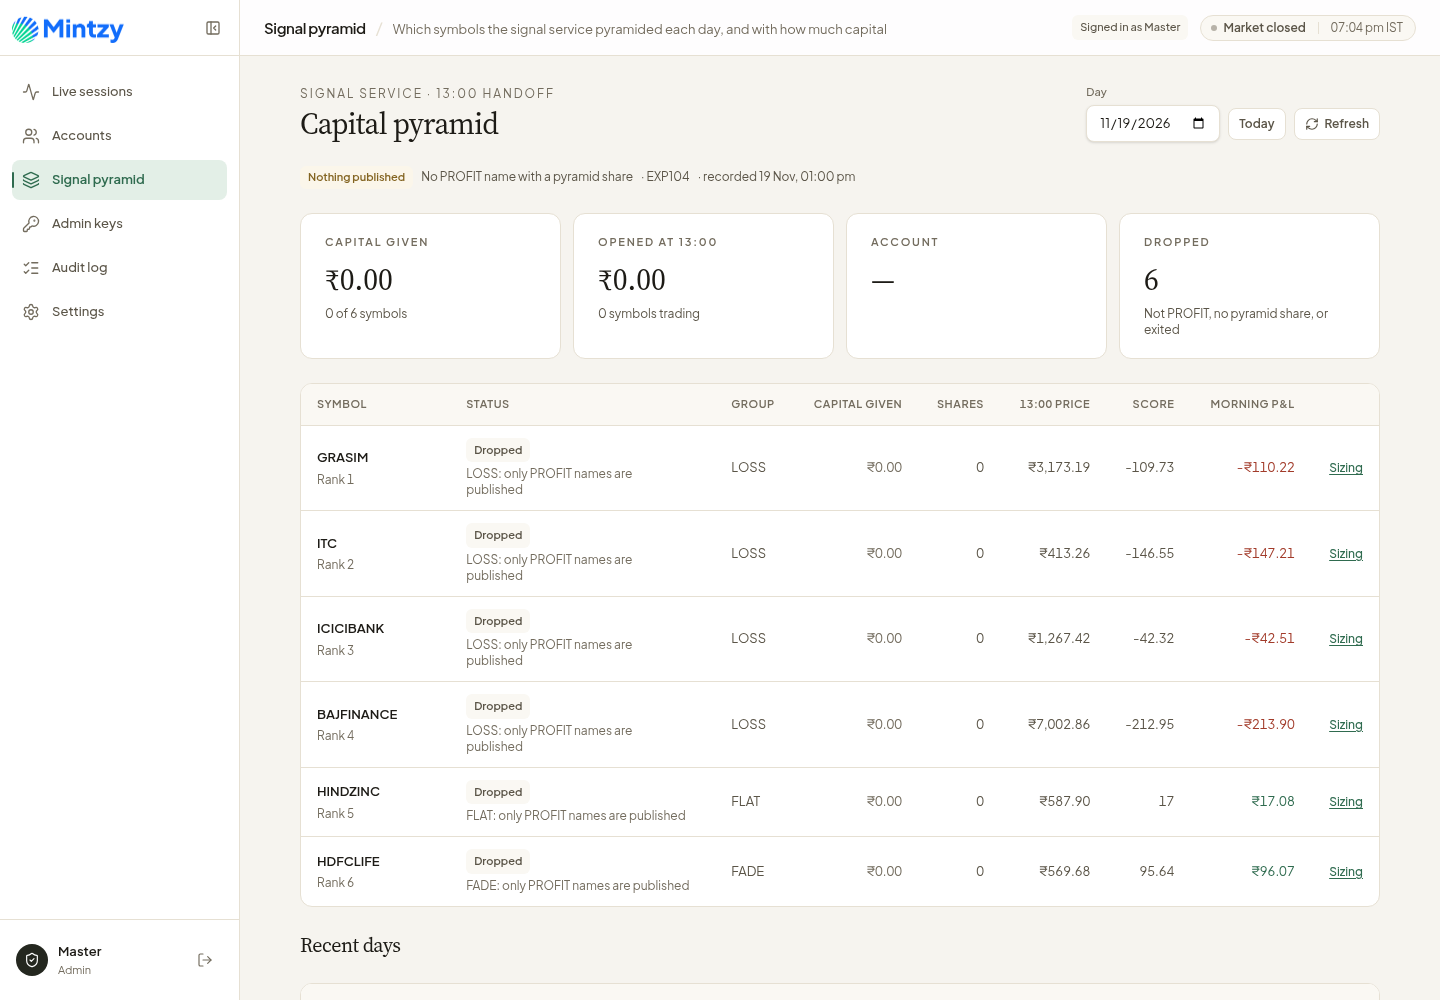 Mintzy
Signal pyramid / Which symbols the signal service pyramided each day, and with how much capital
Signed in as Master
Market closed
07:04 pm IST
Live sessions
Accounts
Signal pyramid
Admin keys
Audit log
Settings
SIGNAL SERVICE · 13:00 HANDOFF
Capital pyramid
Day
11/19/2026
Today
Refresh
Nothing published
No PROFIT name with a pyramid share · EXP104 · recorded 19 Nov, 01:00 pm
CAPITAL GIVEN
₹0.00
0 of 6 symbols
OPENED AT 13:00
₹0.00
0 symbols trading
ACCOUNT
—
DROPPED
6
Not PROFIT, no pyramid share, or
exited
SYMBOL STATUS GROUP CAPITAL GIVEN SHARES 13:00 PRICE SCORE MORNING P&L
GRASIM
Rank 1
Dropped
LOSS: only PROFIT names are
published
LOSS ₹0.00 0 ₹3,173.19 -109.73 -₹110.22 Sizing
ITC
Rank 2
Dropped
LOSS: only PROFIT names are
published
LOSS ₹0.00 0 ₹413.26 -146.55 -₹147.21 Sizing
ICICIBANK
Rank 3
Dropped
LOSS: only PROFIT names are
published
LOSS ₹0.00 0 ₹1,267.42 -42.32 -₹42.51 Sizing
BAJFINANCE
Rank 4
Dropped
LOSS: only PROFIT names are
published
LOSS ₹0.00 0 ₹7,002.86 -212.95 -₹213.90 Sizing
HINDZINC
Rank 5
Dropped
FLAT: only PROFIT names are published
FLAT ₹0.00 0 ₹587.90 17 ₹17.08 Sizing
HDFCLIFE
Rank 6
Dropped
FADE: only PROFIT names are published
FADE ₹0.00 0 ₹569.68 95.64 ₹96.07 Sizing
Recent days
Master
Admin